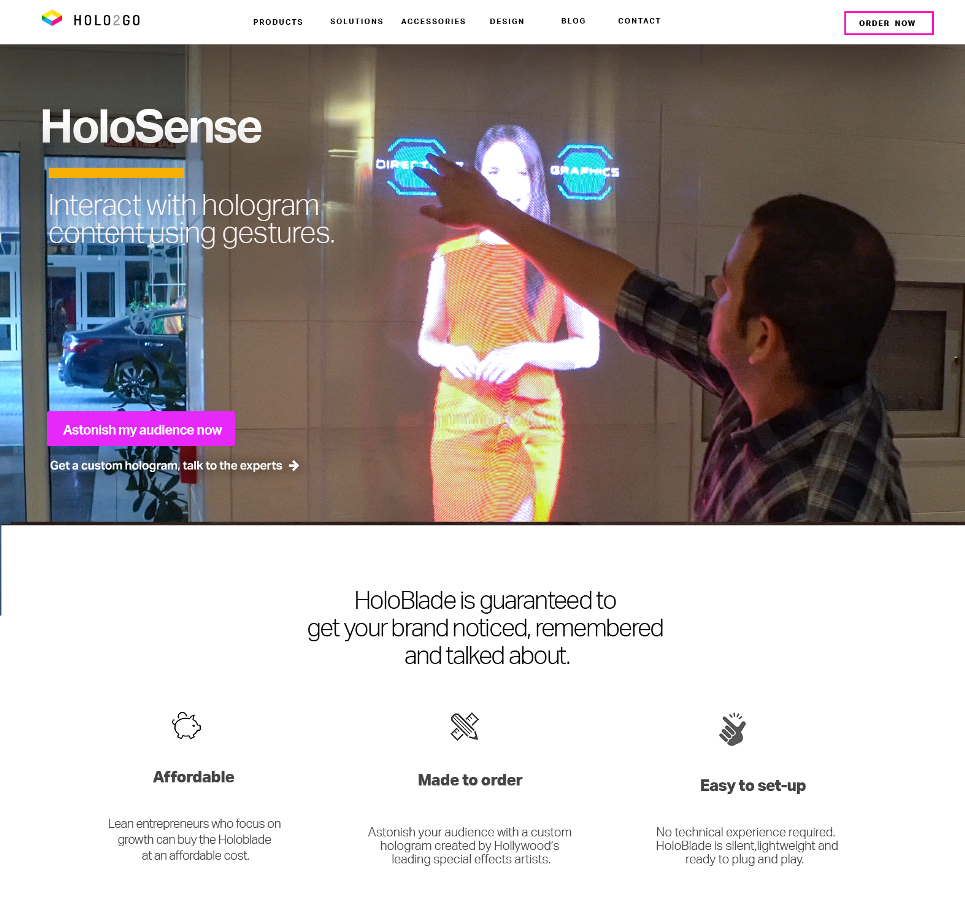 HOLO2GO
PRODUCTS SOLUTIONS ACCESSORIES DESIGN BLOG CONTACT
ORDER NOW
HoloSense
Interact with hologram
content using gestures.
GRAPHICS
Astonish my audience now
Get a custom hologram, talk to the experts
HoloBlade is guaranteed to
get your brand noticed, remembered
and talked about.
Affordable
Lean entrepreneurs who focus on
growth can buy the Holoblade
at an affordable cost.
Made to order
Astonish your audience with a custom
hologram created by Hollywood's
leading special effects artists.
Easy to set-up
No technical experience required.
HoloBlade is silent,lightweight and
ready to plug and play.